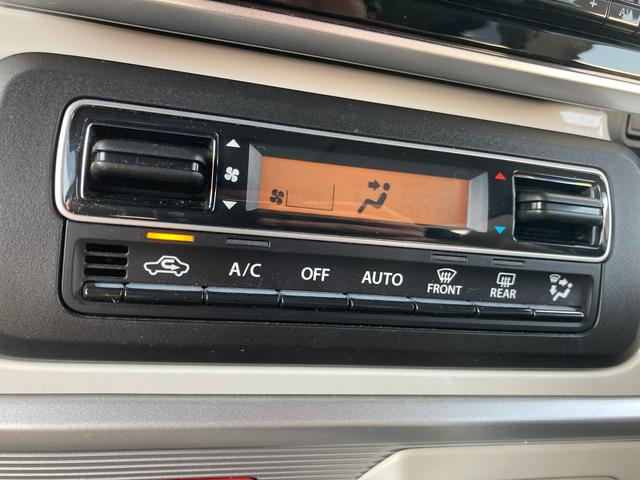 A/C OFF AUTO FRONT REAR